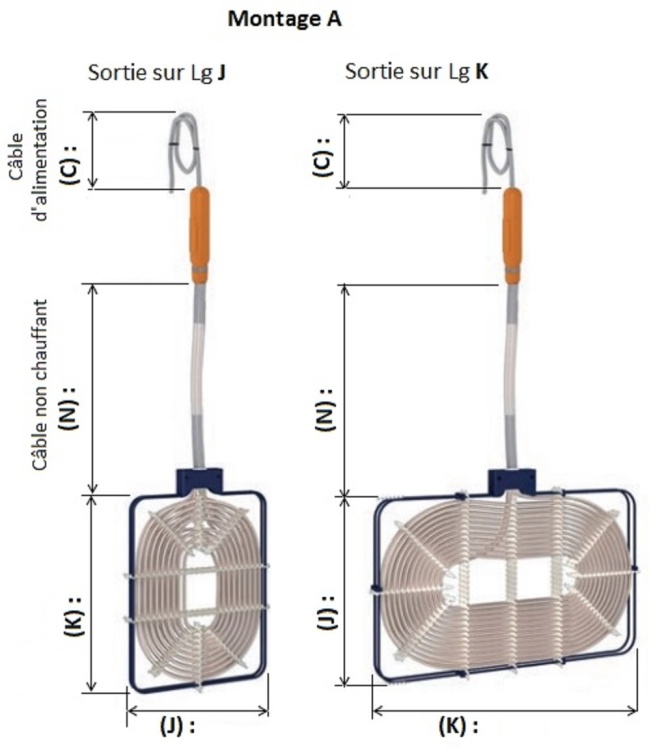 Montage A
Sortie sur Lg J
Sortie sur Lg K
Câble
d'alimentation
(C) :
(C) :
Câble non chauffant
(N) :
(N) :
(K) :
(J) :
(J) :
(K) :